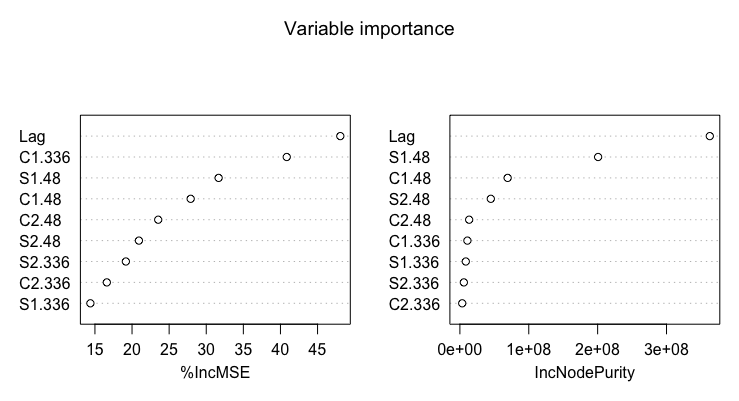 Variable importance
Lag
C1.336
S1.48
C1.48
C2.48
S2.48
S2.336
C2.336
S1.336
15 20 25 30 35 40 45
%IncMSE
Lag
S1.48
C1.48
S2.48
C2.48
C1.336
S1.336
S2.336
C2.336
0e+00 1e+08 2e+08 3e+08
IncNodePurity